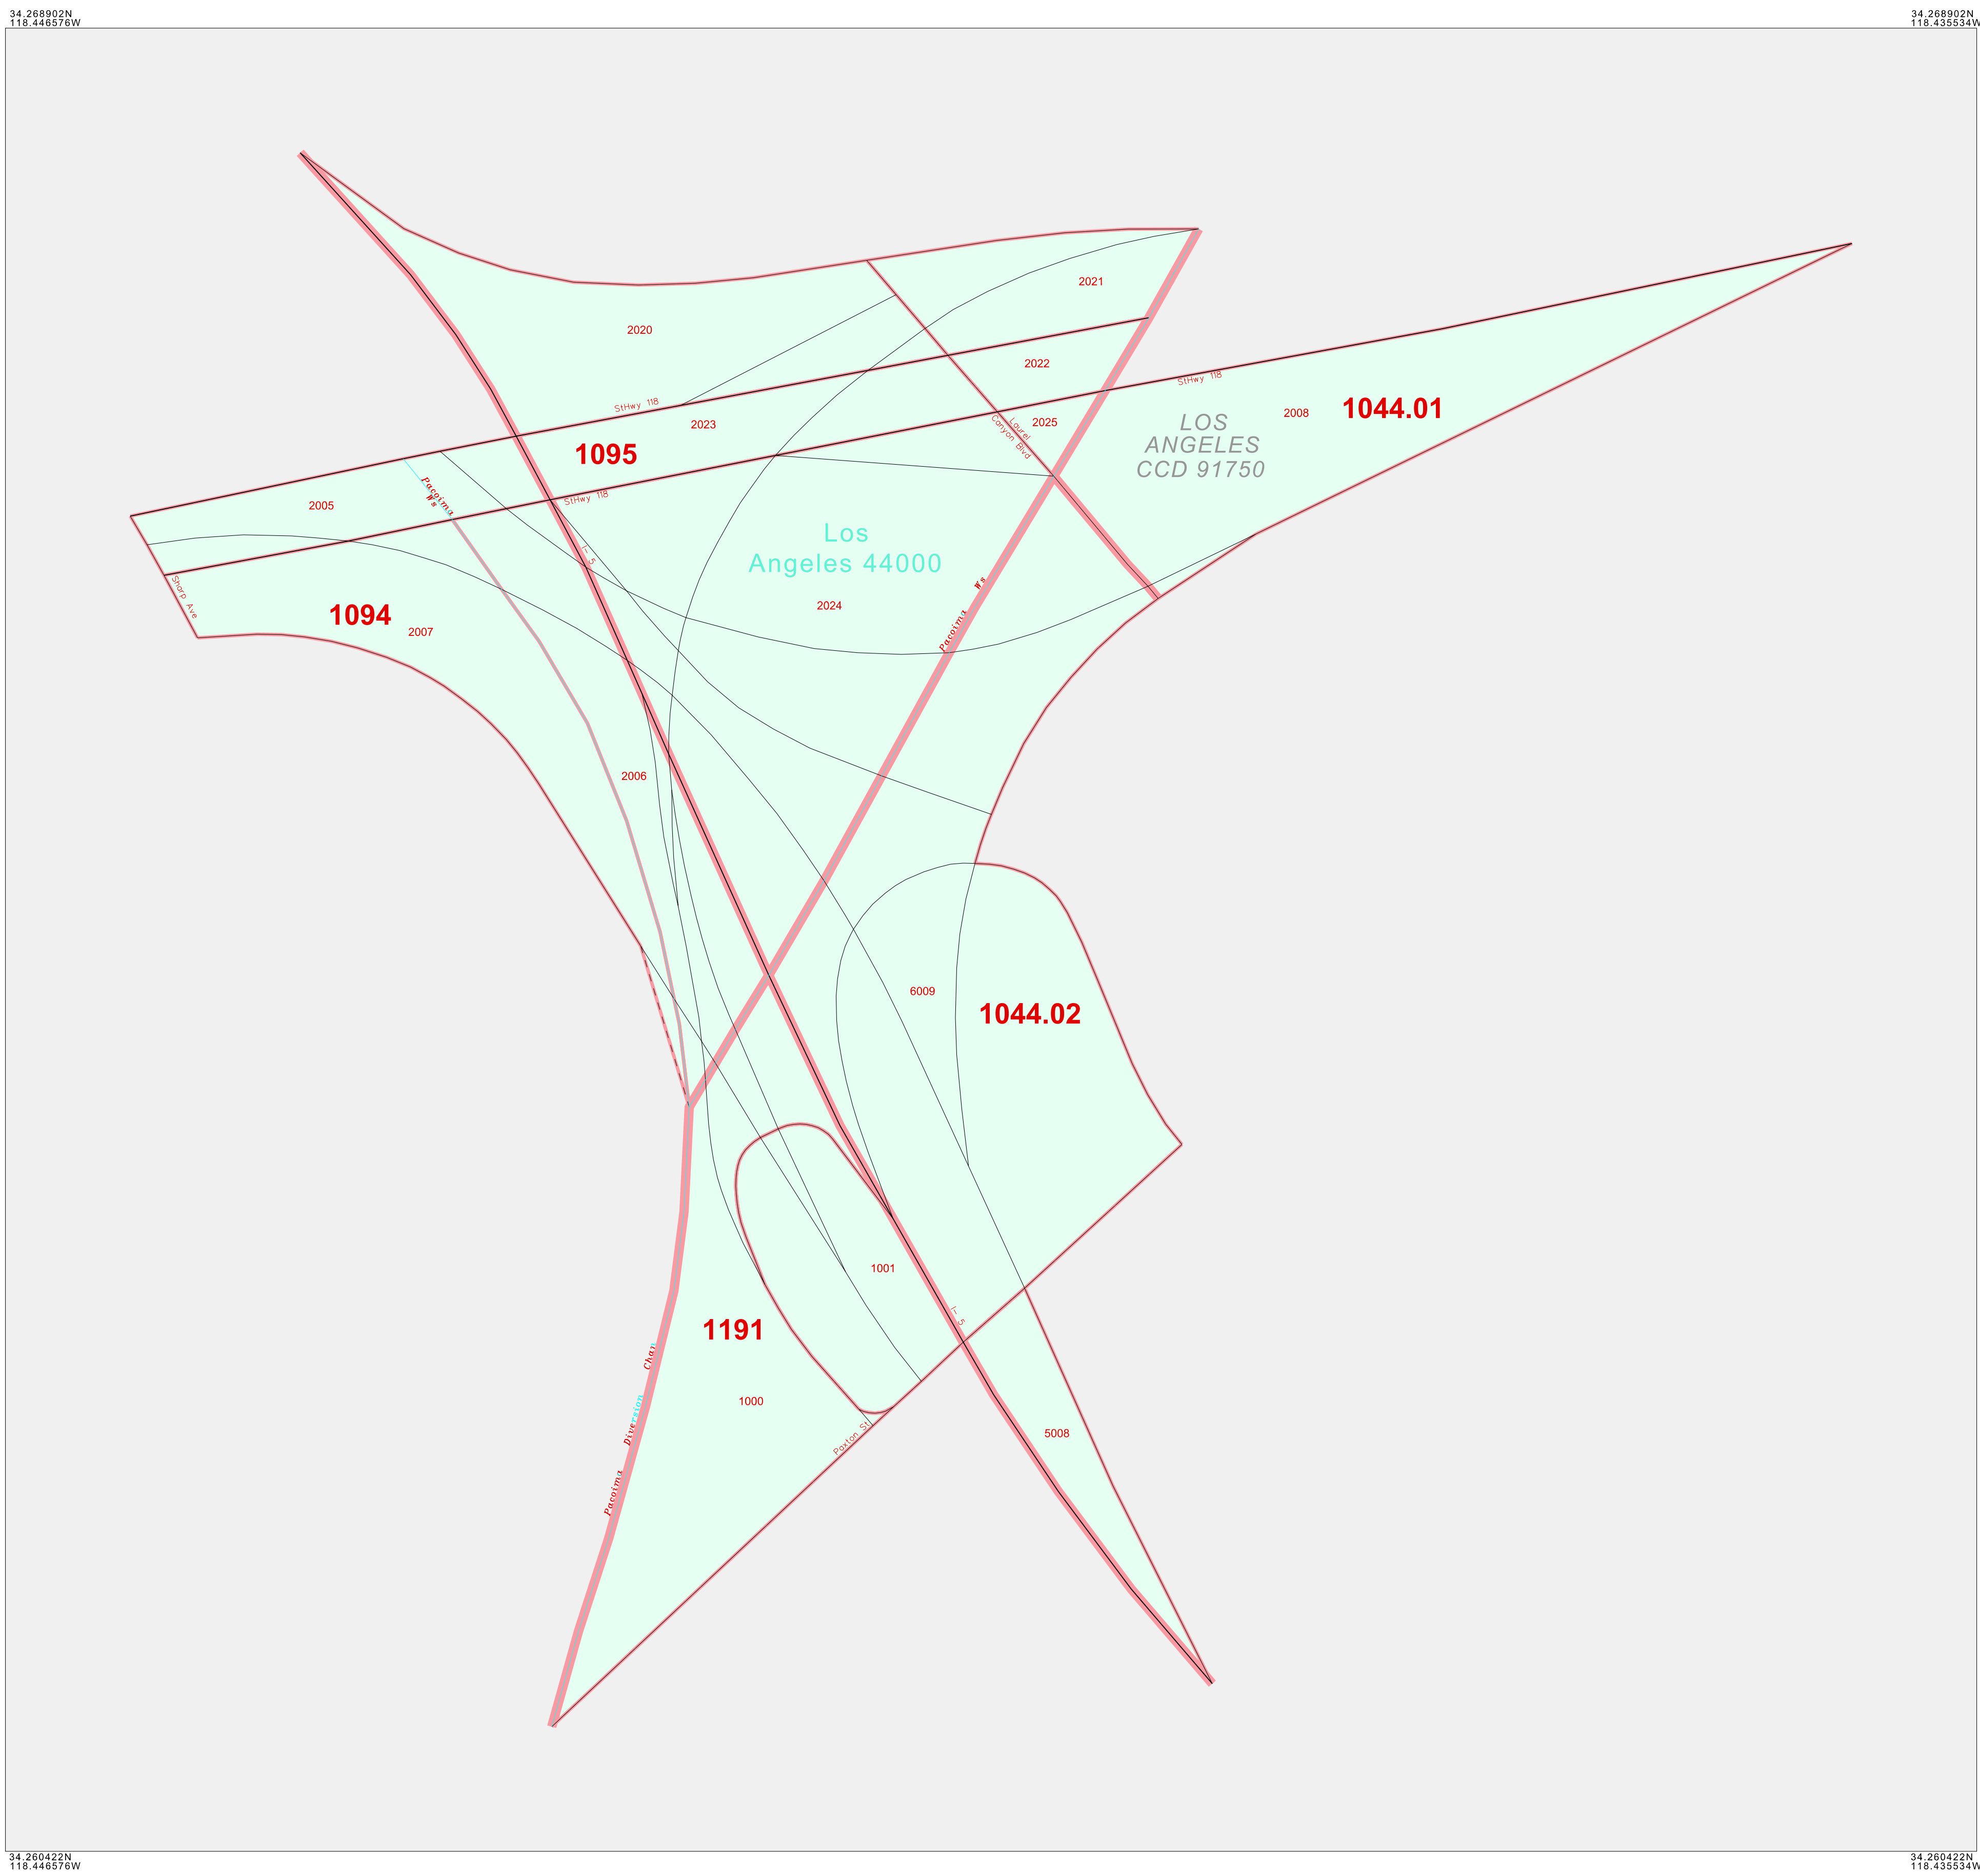 34.268902N
118.446576W
34.268902N
118.435534W
2020
2021
2022
StHwy 118
StHwy 118
2023
2025
2008
1044.01
LOS
ANGELES
CCD 91750
Laurel
Canyon Blvd
1095
Pacoima
Ws
StHwy 118
2005
Los
Angeles 44000
I- 5
Sharp Ave
1094
2007
2024
Pacoima Ws
2006
6009
1044.02
1001
I- 5
1191
Pacoima Diversion Chan
1000
Paxton St
5008
34.260422N
118.446576W
34.260422N
118.435534W